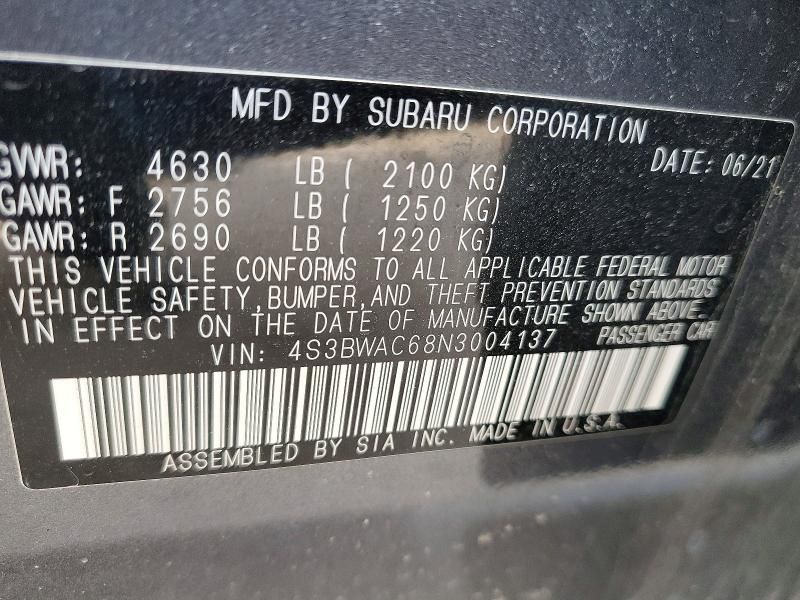 MFD BY SUBARU CORPORATION
DATE: 06/21
GVWR: 4630 LB ( 2100 KG)
GAWR: F 2756 LB ( 1250 KG)
GAWR: R 2690 LB ( 1220 KG)
THIS VEHICLE CONFORMS TO ALL APPLICABLE FEDERAL MOTOR
VEHICLE SAFETY,BUMPER,AND THEFT PREVENTION STANDARDS
IN EFFECT ON THE DATE OF MANUFACTURE SHOWN ABOVE.
VIN: 4S3BWAC68N3004137 PASSENGER CAR
ASSEMBLED BY SIA INC. MADE IN U.S.A.